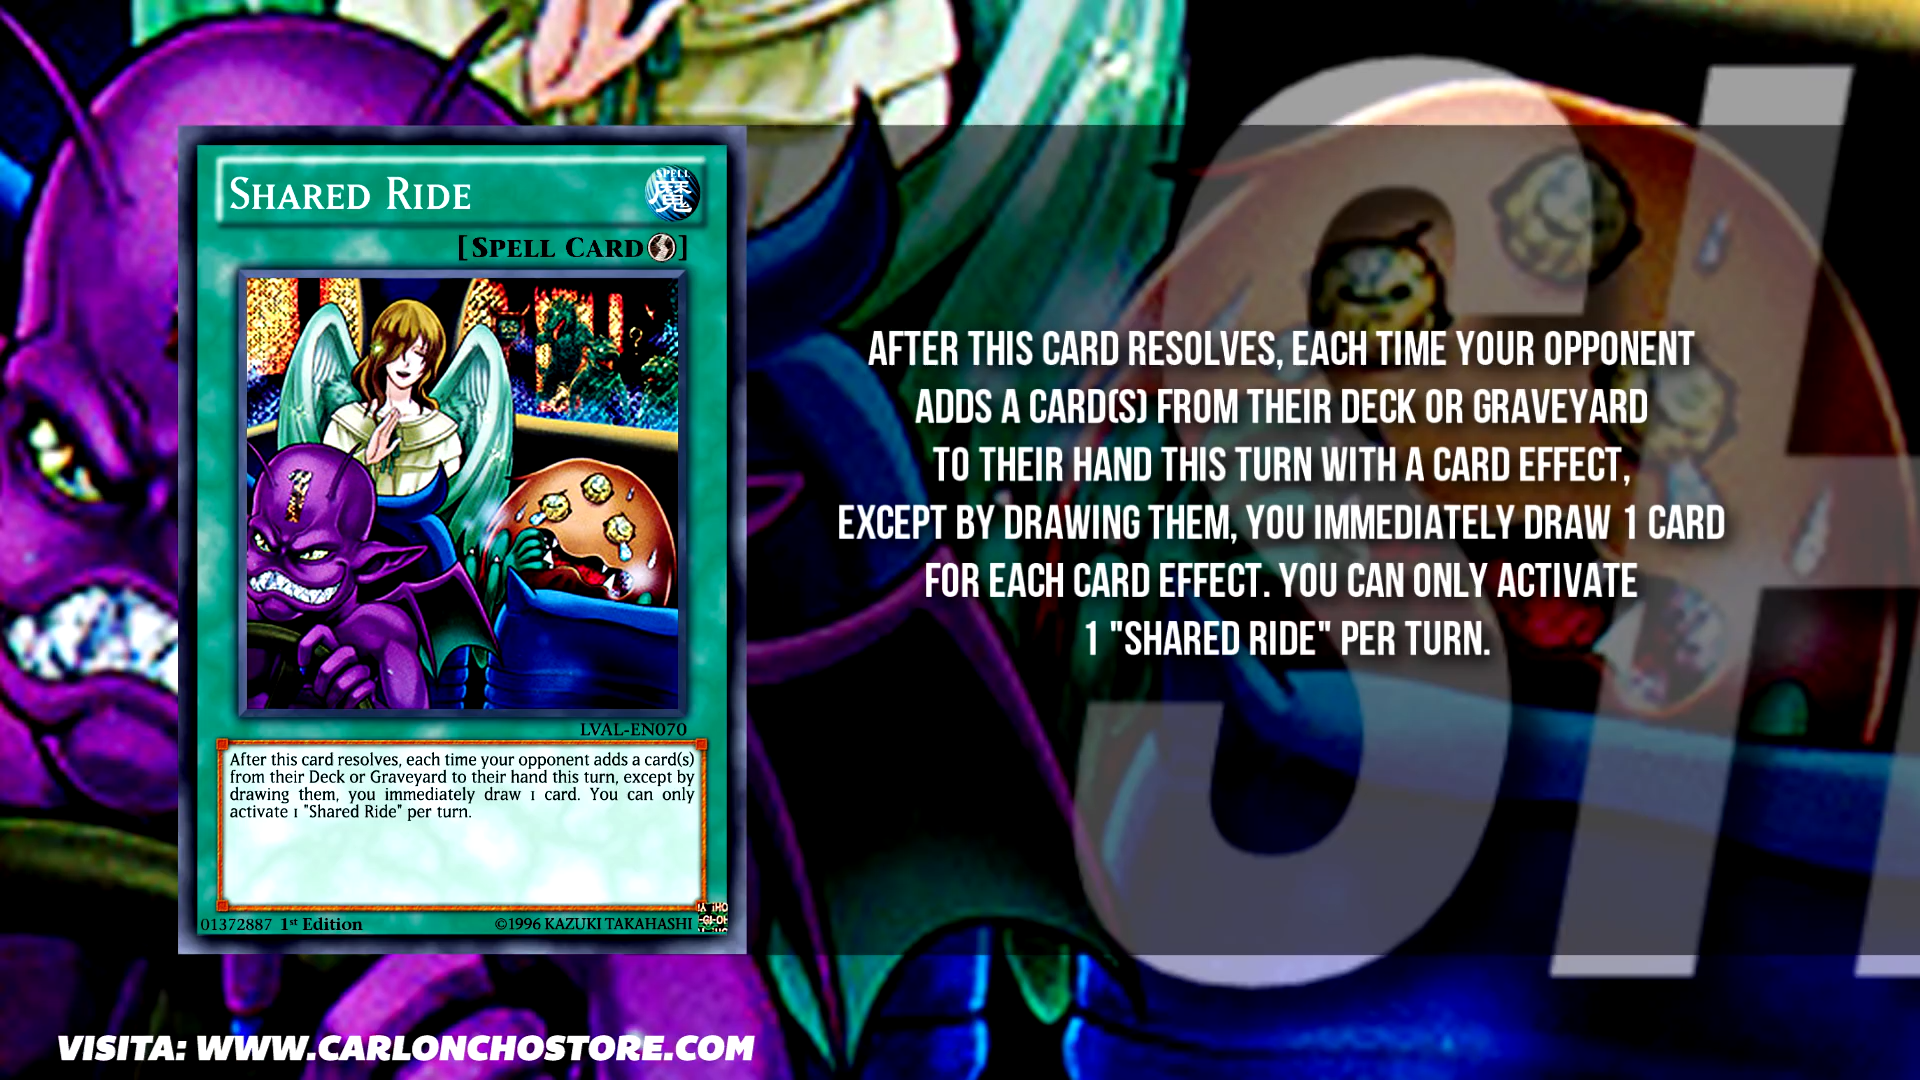 SHARED RIDE
SPELL
魔
[SPELL CARD]
LVAL-EN070
After this card resolves, each time your opponent adds a card(s)
from their Deck or Graveyard to their hand this turn, except by
drawing them, you immediately draw 1 card. You can only
activate 1 "Shared Ride" per turn.
01372887 1st Edition
©1996 KAZUKI TAKAHASHI
AFTER THIS CARD RESOLVES, EACH TIME YOUR OPPONENT
ADDS A CARD(S) FROM THEIR DECK OR GRAVEYARD
TO THEIR HAND THIS TURN WITH A CARD EFFECT,
EXCEPT BY DRAWING THEM, YOU IMMEDIATELY DRAW 1 CARD
FOR EACH CARD EFFECT. YOU CAN ONLY ACTIVATE
1 "SHARED RIDE" PER TURN.
VISITA: WWW.CARLONCHOSTORE.COM